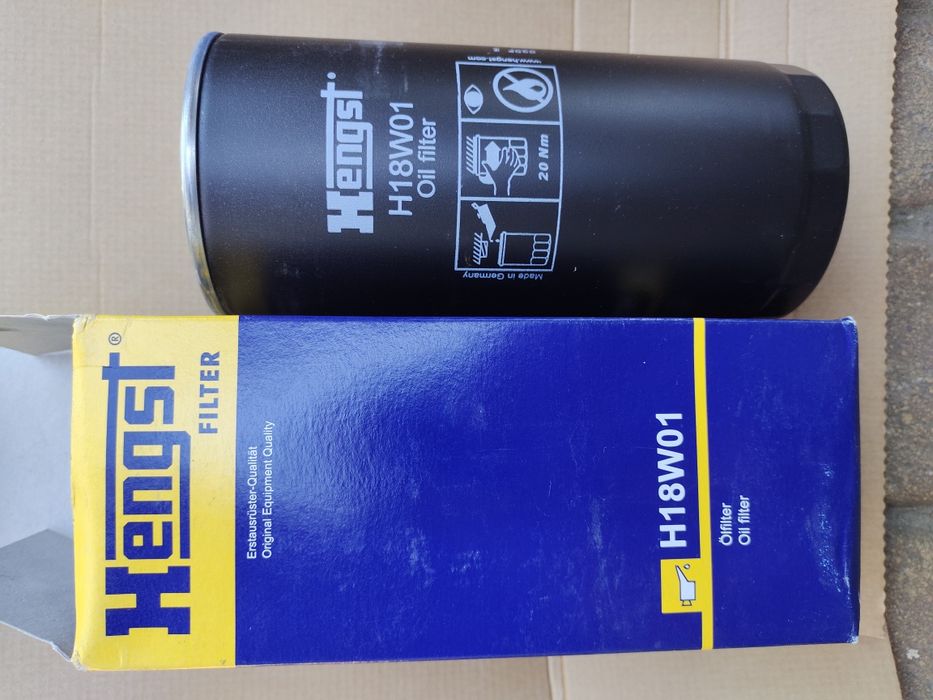 Hengst
H18W01
Oil filter
www.hengst.com
20 Nm
Made in Germany
Hengst®
FILTER
Erstausrüster-Qualität
Original Equipment Quality
H18W01
Ölfilter
Oil filter